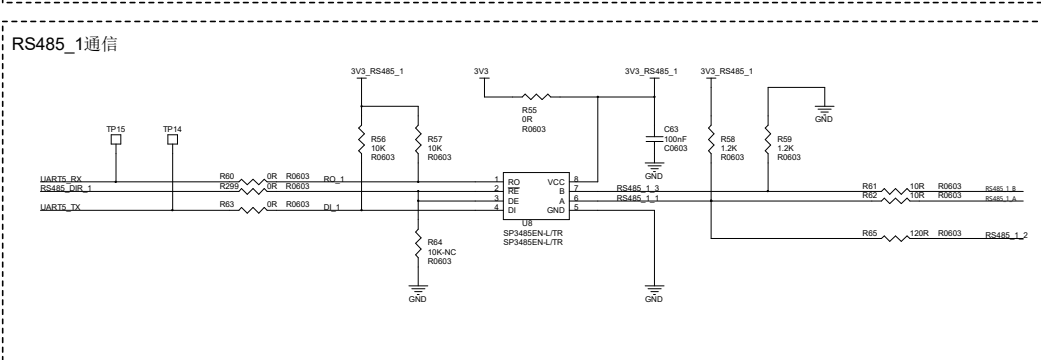 RS485_1通信
3V3_RS485_1
3V3
3V3_RS485_1
3V3_RS485_1
R55
0R
R0603
GND
TP15
TP14
R56
10K
R0603
R57
10K
R0603
C63
100nF
C0603
GND
R58
1.2K
R0603
R59
1.2K
R0603
UART5_RX
R60 0R R0603 RO_1
RS485_DIR_1
R299 0R R0603
UART5_TX
R63 0R R0603 DI_1
1 RO VCC 8
2 RE B 7 RS485_1_3
3 DE A 6 RS485_1_1
4 DI GND 5
U8
SP3485EN-L/TR
SP3485EN-L/TR
R61 10R R0603 RS485_1_B
R62 10R R0603 RS485_1_A
R65 120R R0603 RS485_1_2
R64
10K-NC
R0603
GND
GND